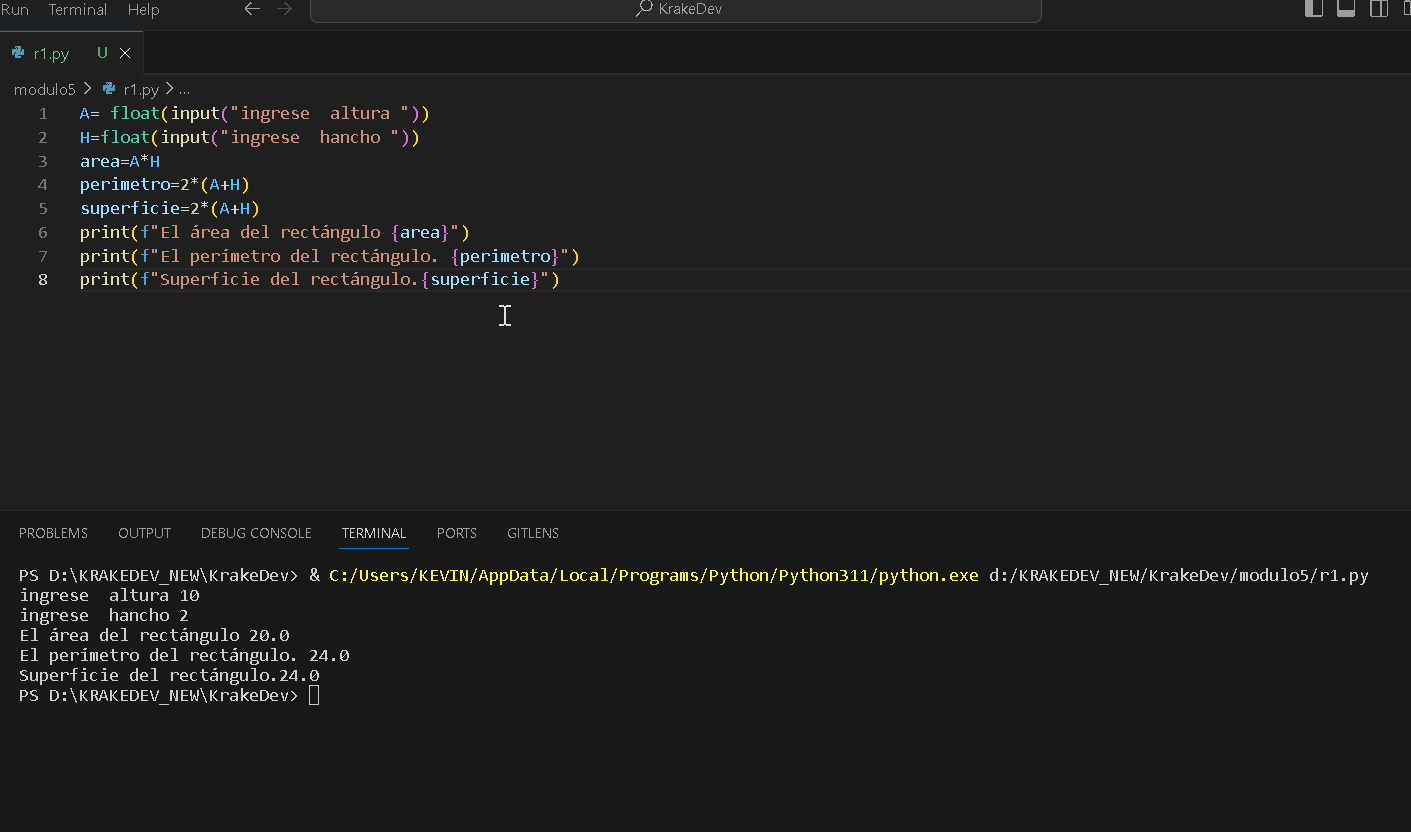 Run Terminal Help KrakeDev
r1.py U
modulo5 > r1.py > ...
1 A= float(input("ingrese  altura "))
2 H=float(input("ingrese  hancho "))
3 area=A*H
4 perimetro=2*(A+H)
5 superficie=2*(A+H)
6 print(f"El área del rectángulo {area}")
7 print(f"El perímetro del rectángulo. {perimetro}")
8 print(f"Superficie del rectángulo.{superficie}")
PROBLEMS OUTPUT DEBUG CONSOLE TERMINAL PORTS GITLENS
PS D:\KRAKEDEV_NEW\KrakeDev> & C:/Users/KEVIN/AppData/Local/Programs/Python/Python311/python.exe d:/KRAKEDEV_NEW/KrakeDev/modulo5/r1.py
ingrese  altura 10
ingrese  hancho 2
El área del rectángulo 20.0
El perímetro del rectángulo. 24.0
Superficie del rectángulo.24.0
PS D:\KRAKEDEV_NEW\KrakeDev>